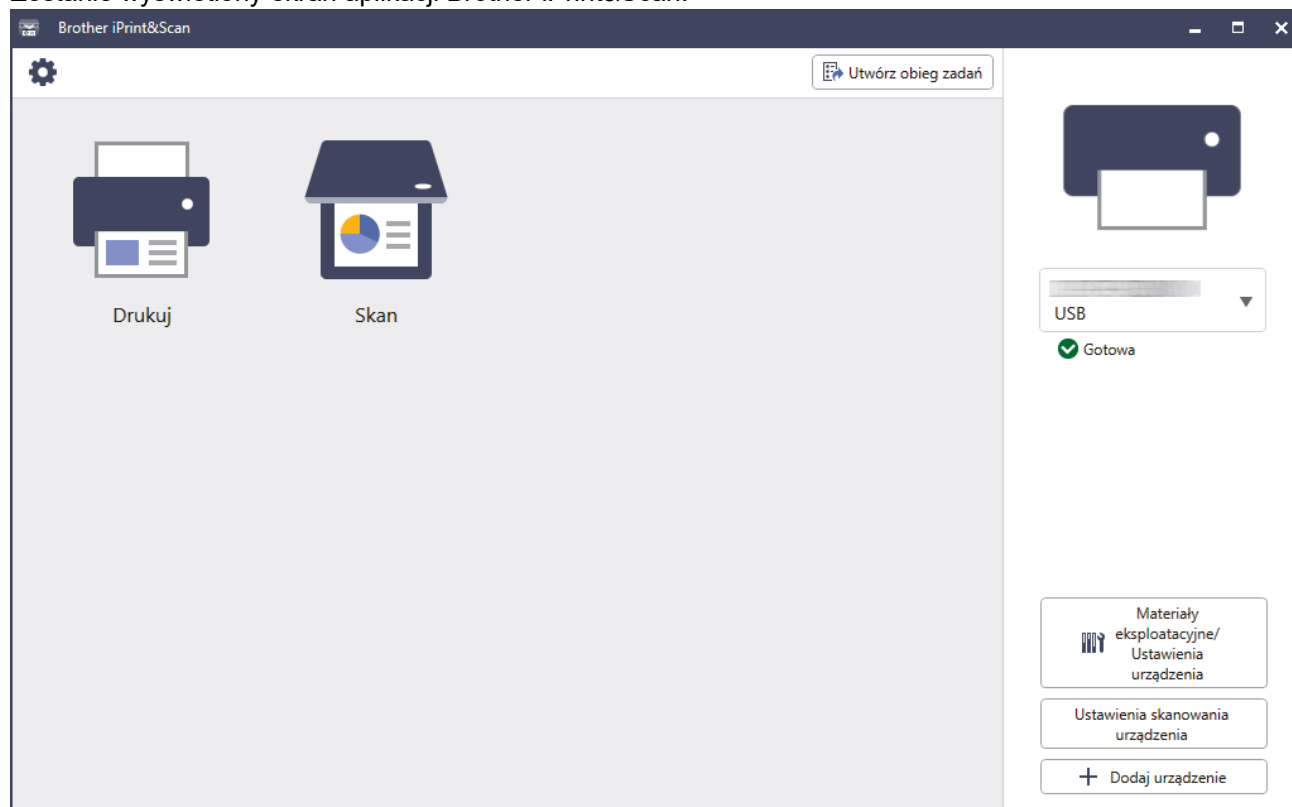 Brother iPrint&Scan
Utwórz obieg zadań
Drukuj
Skan
USB
Gotowa
Materiały
eksploatacyjne/
Ustawienia
urządzenia
Ustawienia skanowania
urządzenia
Dodaj urządzenie